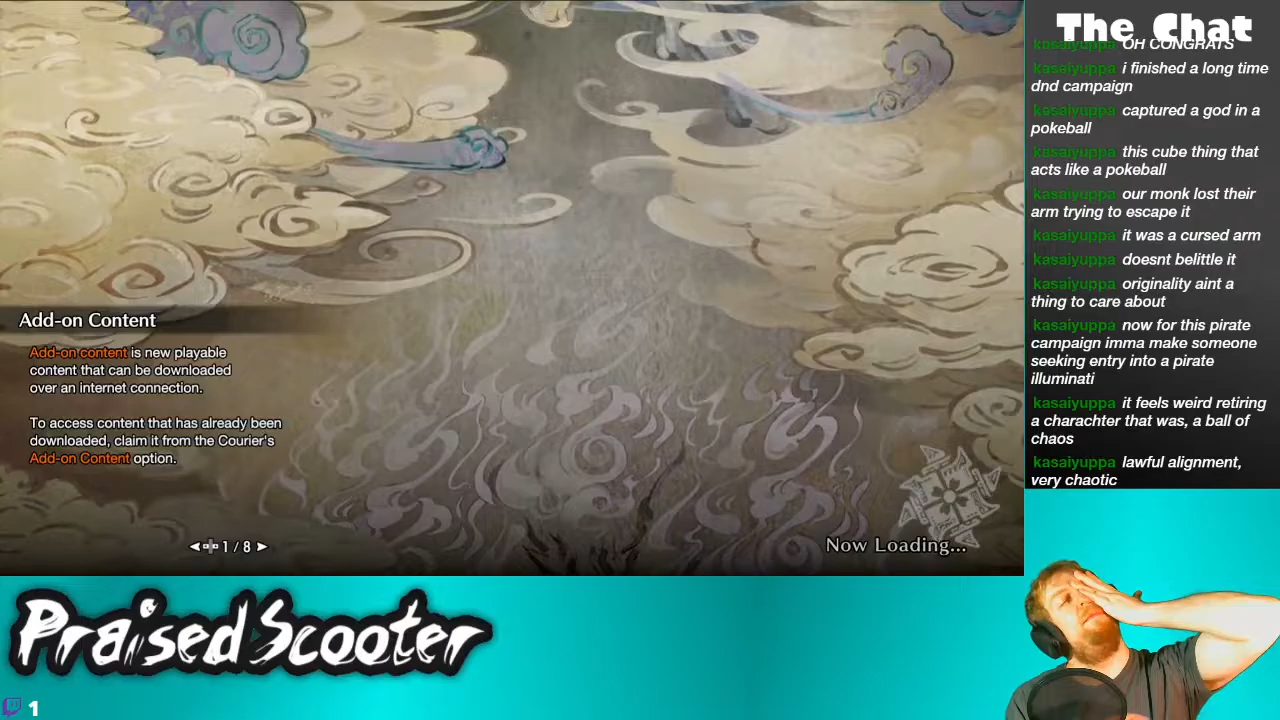 The Chat
kasaiyuppa OH CONGRATS
kasaiyuppa i finished a long time
dnd campaign
kasaiyuppa captured a god in a
pokeball
kasaiyuppa this cube thing that
acts like a pokeball
kasaiyuppa our monk lost their
arm trying to escape it
kasaiyuppa it was a cursed arm
kasaiyuppa doesnt belittle it
kasaiyuppa originality aint a
thing to care about
kasaiyuppa now for this pirate
campaign imma make someone
seeking entry into a pirate
illuminati
kasaiyuppa it feels weird retiring
a charachter that was, a ball of
chaos
kasaiyuppa lawful alignment,
very chaotic
Add-on Content
Add-on content is new playable
content that can be downloaded
over an internet connection.
To access content that has already been
downloaded, claim it from the Courier's
Add-on Content option.
1 / 8
Now Loading...
Praised Scooter
1